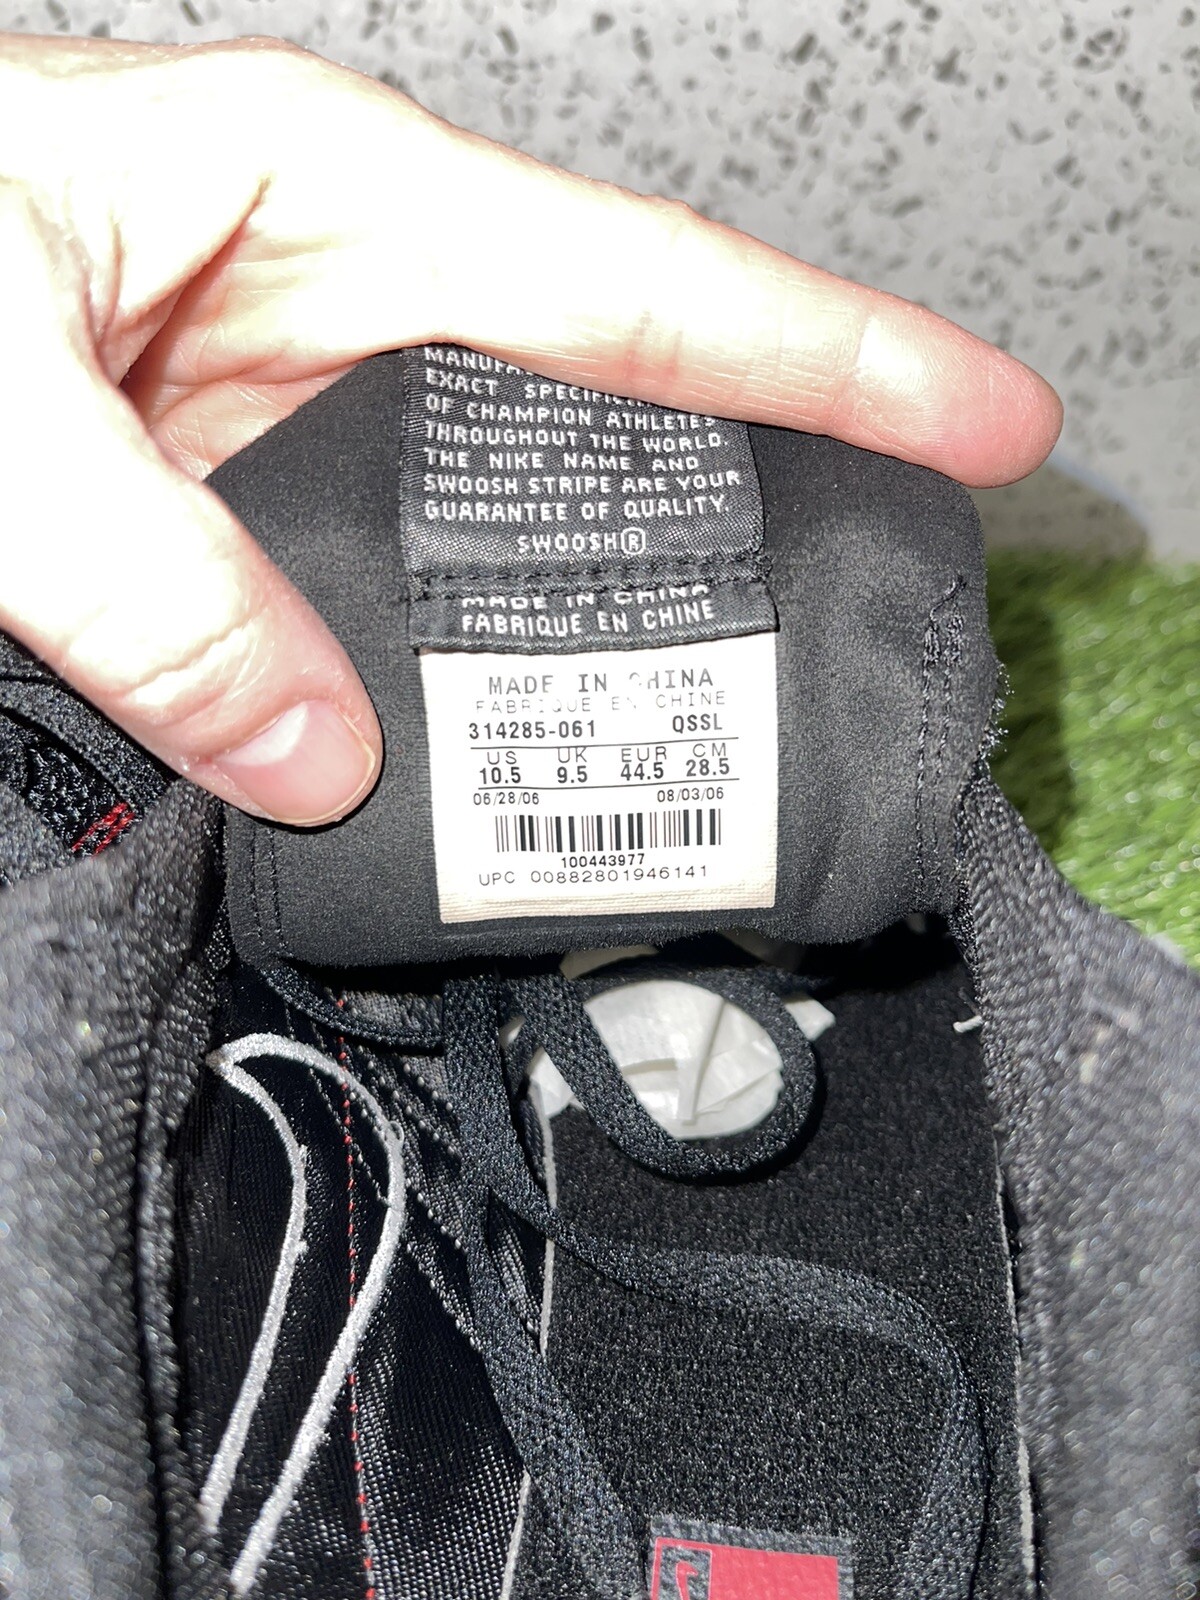 EXACT
OF CHAMPION ATHLETES
THROUGHOUT THE WORLD.
THE NIKE NAME AND
SWOOSH STRIPE ARE YOUR
GUARANTEE OF QUALITY.
SWOOSH®
MADE IN CHINA
FABRIQUE EN CHINE
MADE IN CHINA
FABRIQUE EN CHINE
314285-061 QSSL
US UK EUR CM
10.5 9.5 44.5 28.5
06/28/06 08/03/06
100443977
UPC 00882801946141